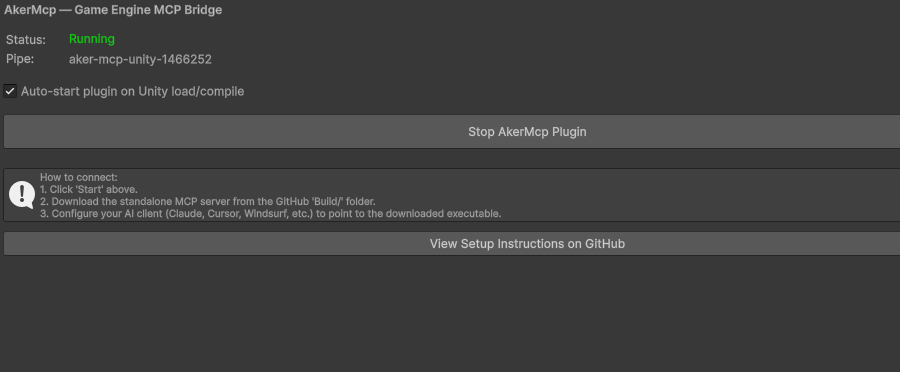 AkerMcp — Game Engine MCP Bridge
Status: Running
Pipe: aker-mcp-unity-1466252
Auto-start plugin on Unity load/compile
Stop AkerMcp Plugin
How to connect:
1. Click 'Start' above.
2. Download the standalone MCP server from the GitHub 'Build/' folder.
3. Configure your AI client (Claude, Cursor, Windsurf, etc.) to point to the downloaded executable.
View Setup Instructions on GitHub